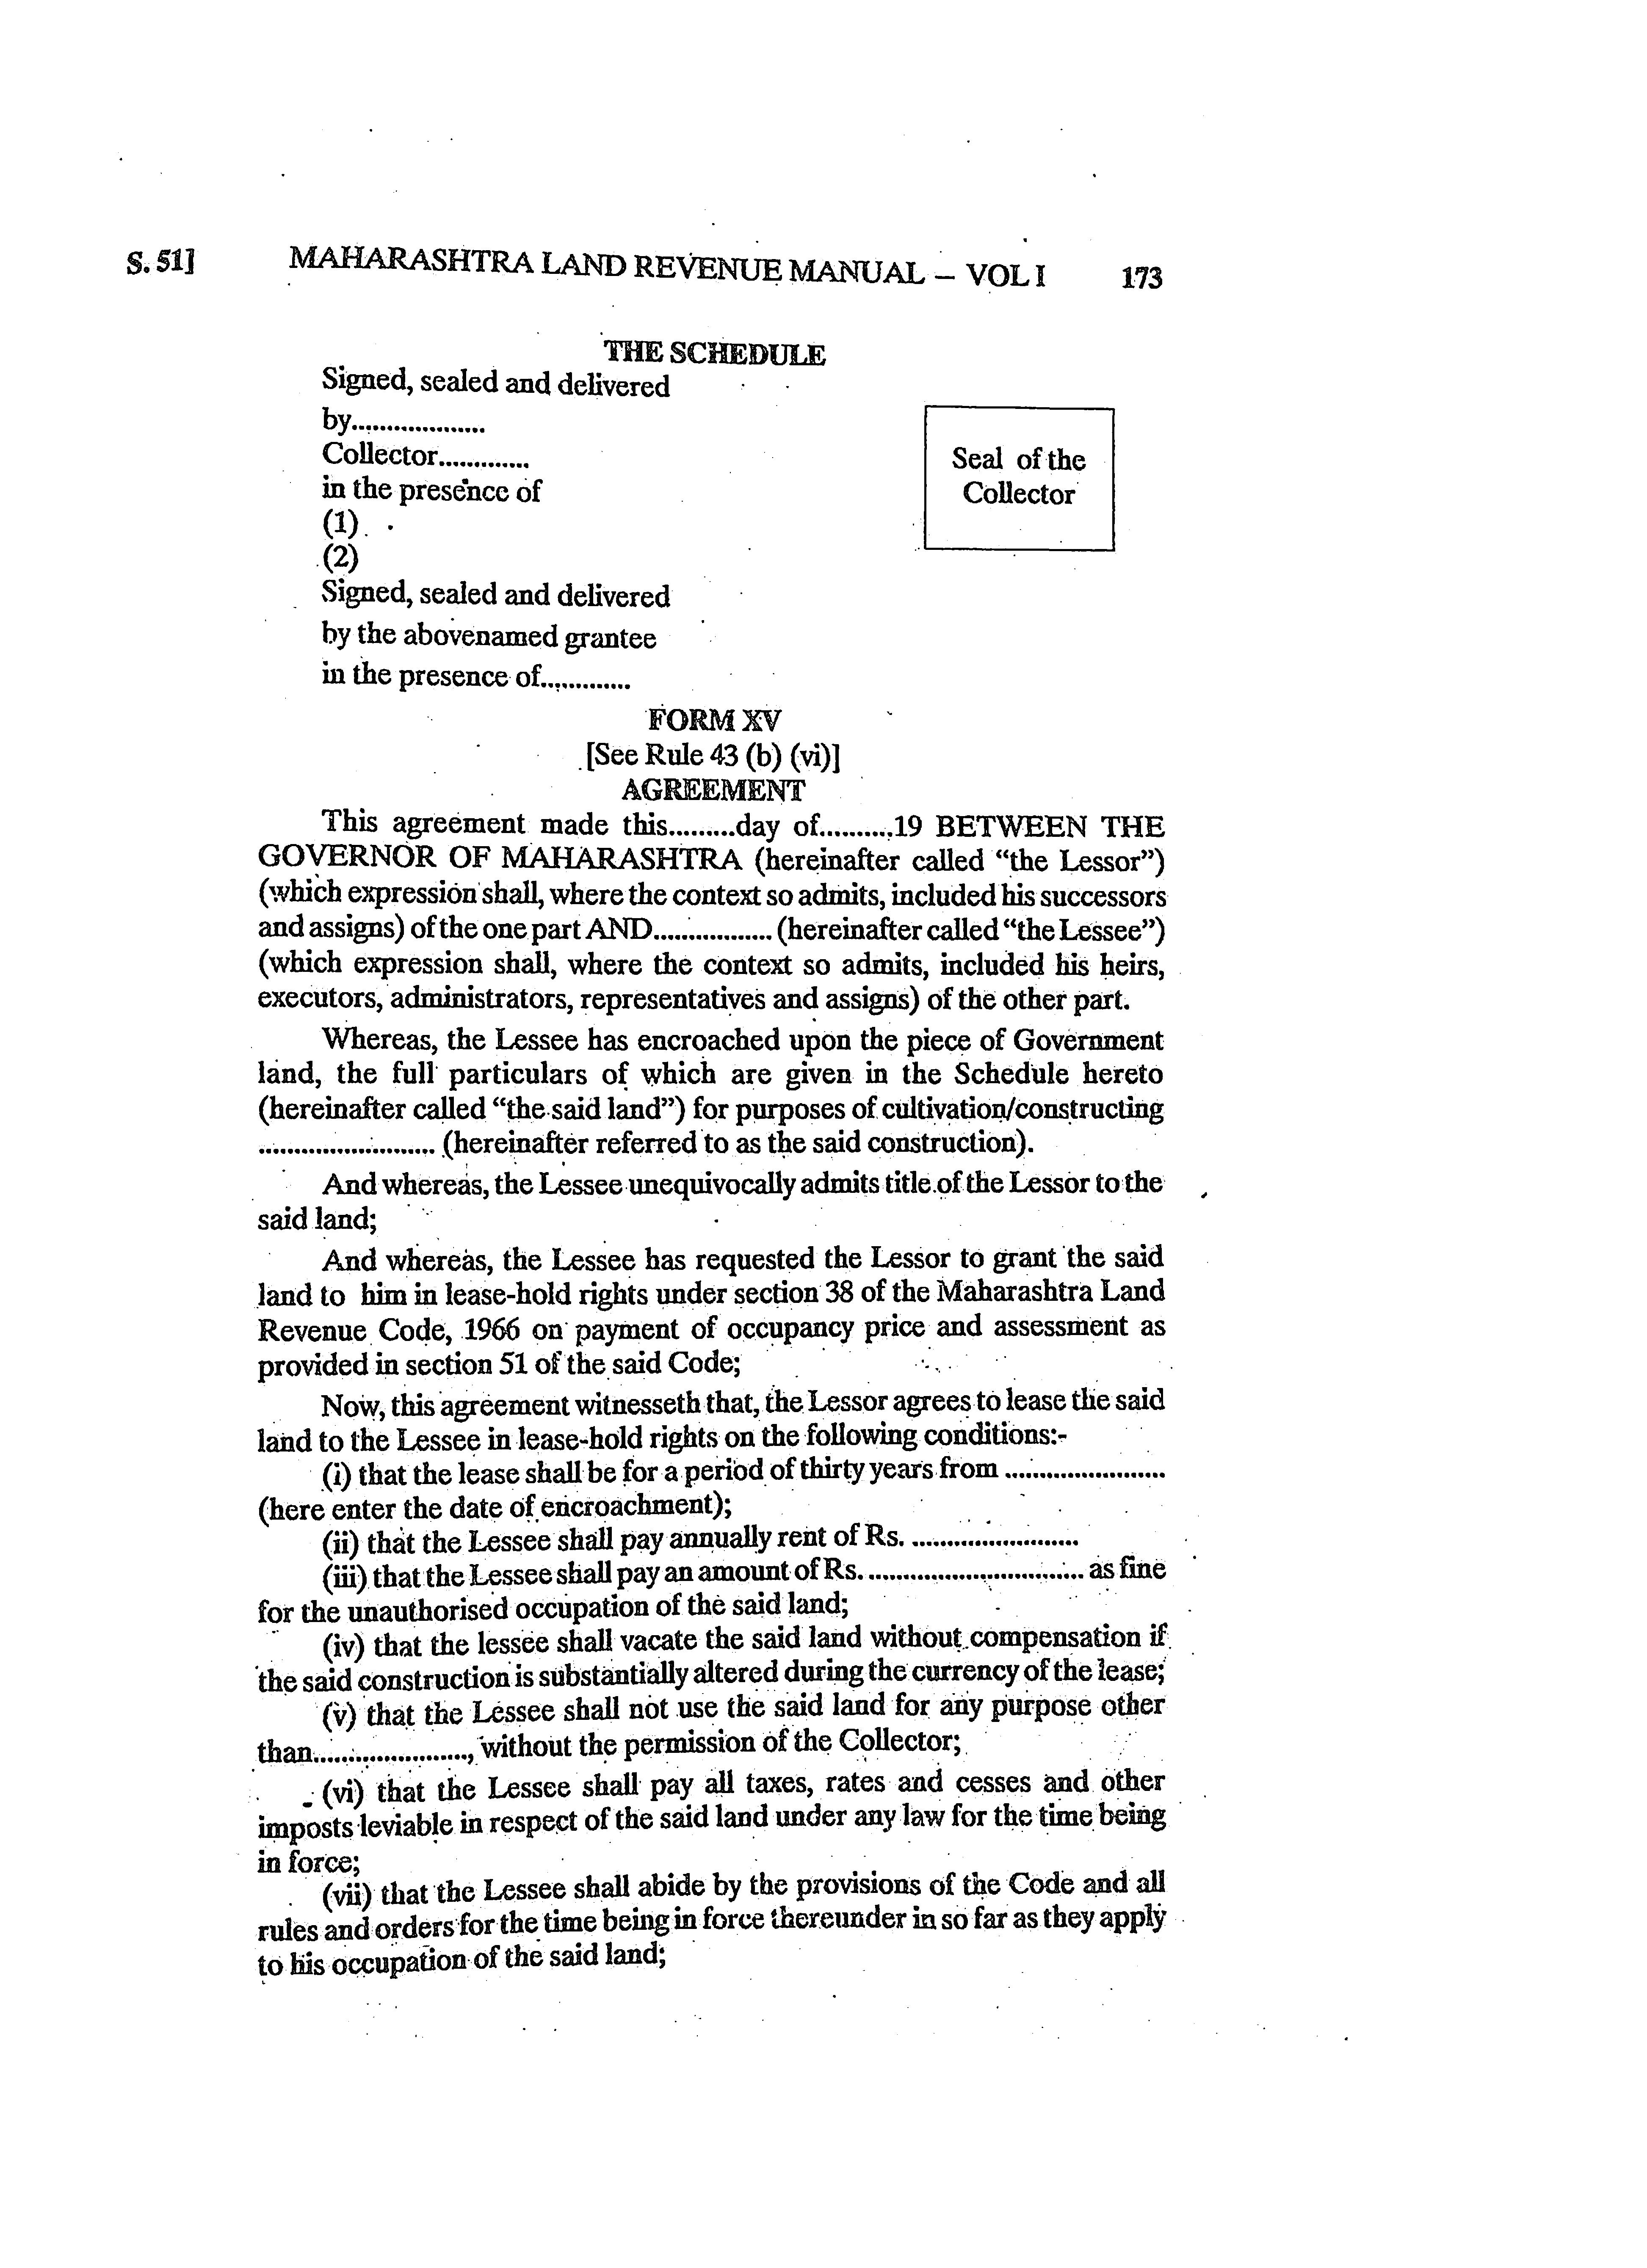 S. 51] MAHARASHTRA LAND REVENUE MANUAL – VOL I 173
THE SCHEDULE
Signed, sealed and delivered
by...................
Collector.............
in the presence of
(1)
(2)
Seal of the
Collector
Signed, sealed and delivered
by the abovenamed grantee
in the presence of.............
FORM XV
[See Rule 43 (b) (vi)]
AGREEMENT
This agreement made this.........day of..........19 BETWEEN THE
GOVERNOR OF MAHARASHTRA (hereinafter called “the Lessor”)
(which expression shall, where the context so admits, included his successors
and assigns) of the one part AND................. (hereinafter called “the Lessee”)
(which expression shall, where the context so admits, included his heirs,
executors, administrators, representatives and assigns) of the other part.
Whereas, the Lessee has encroached upon the piece of Government
land, the full particulars of which are given in the Schedule hereto
(hereinafter called “the said land”) for purposes of cultivation/constructing
......................... (hereinafter referred to as the said construction).
And whereas, the Lessee unequivocally admits title of the Lessor to the
said land;
And whereas, the Lessee has requested the Lessor to grant the said
land to him in lease-hold rights under section 38 of the Maharashtra Land
Revenue Code, 1966 on payment of occupancy price and assessment as
provided in section 51 of the said Code;
Now, this agreement witnesseth that, the Lessor agrees to lease the said
land to the Lessee in lease-hold rights on the following conditions:-
(i) that the lease shall be for a period of thirty years from .......................
(here enter the date of encroachment);
(ii) that the Lessee shall pay annually rent of Rs. ........................
(iii) that the Lessee shall pay an amount of Rs. .............................. as fine
for the unauthorised occupation of the said land;
(iv) that the lessee shall vacate the said land without compensation if
the said construction is substantially altered during the currency of the lease;
(v) that the Lessee shall not use the said land for any purpose other
than......................, without the permission of the Collector;
(vi) that the Lessee shall pay all taxes, rates and cesses and other
imposts leviable in respect of the said land under any law for the time being
in force;
(vii) that the Lessee shall abide by the provisions of the Code and all
rules and orders for the time being in force thereunder in so far as they apply
to his occupation of the said land;